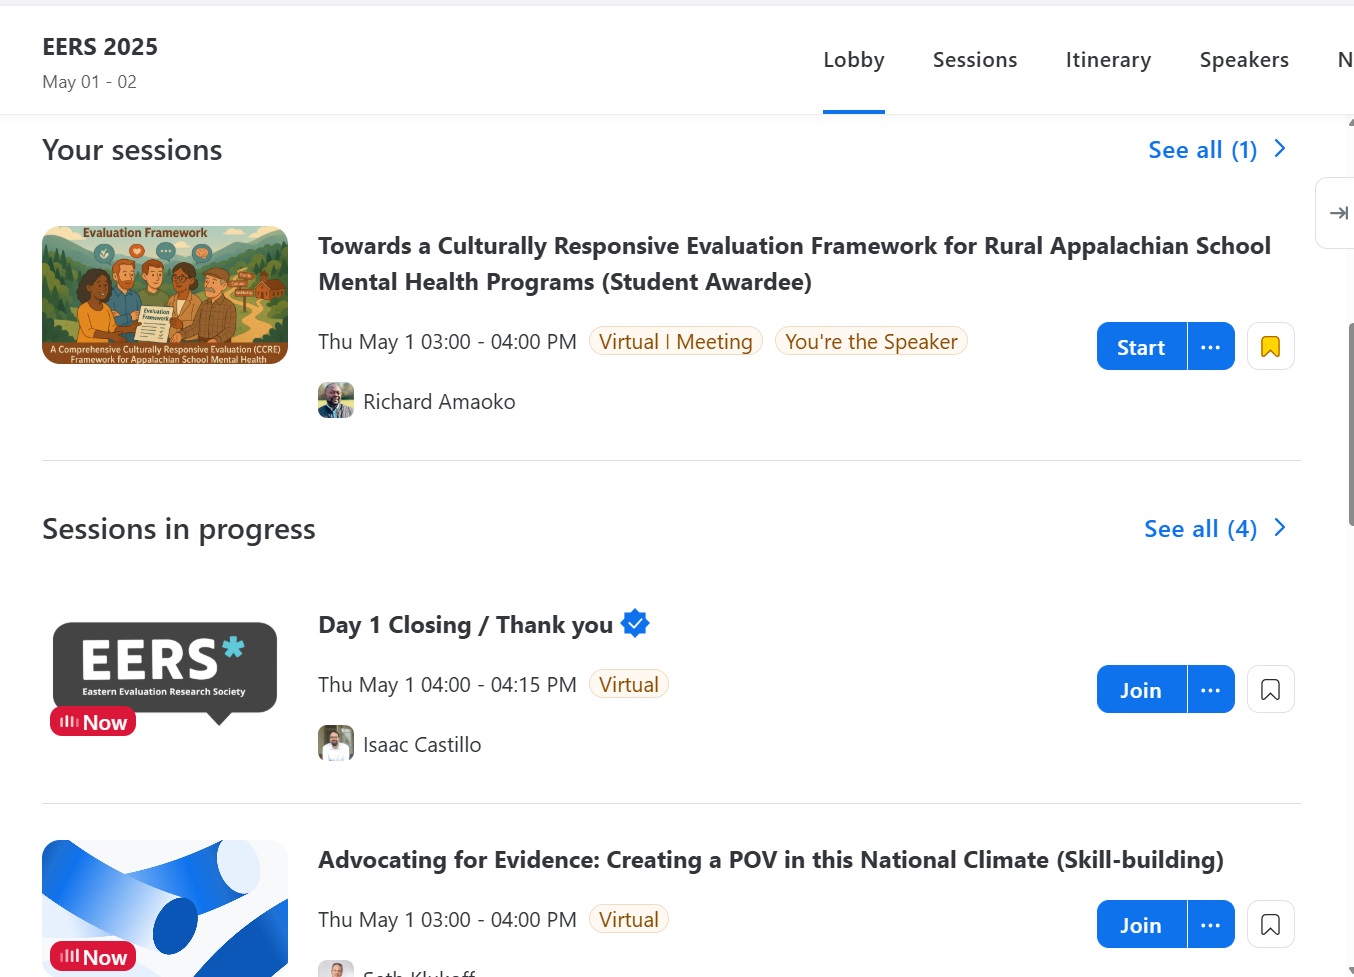 EERS 2025
May 01 - 02
Lobby
Sessions
Itinerary
Speakers
N
Your sessions
See all (1)
Evaluation Framework
Evaluation
Framework
A Comprehensive Culturally Responsive Evaluation (CCRE)
Framework for Appalachian School Mental Health
Towards a Culturally Responsive Evaluation Framework for Rural Appalachian School
Mental Health Programs (Student Awardee)
Thu May 1 03:00 - 04:00 PM
Virtual | Meeting
You're the Speaker
Start
Richard Amaoko
Sessions in progress
See all (4)
EERS*
Eastern Evaluation Research Society
Now
Day 1 Closing / Thank you
Thu May 1 04:00 - 04:15 PM
Virtual
Join
Isaac Castillo
Now
Advocating for Evidence: Creating a POV in this National Climate (Skill-building)
Thu May 1 03:00 - 04:00 PM
Virtual
Join
Seth Klukoff